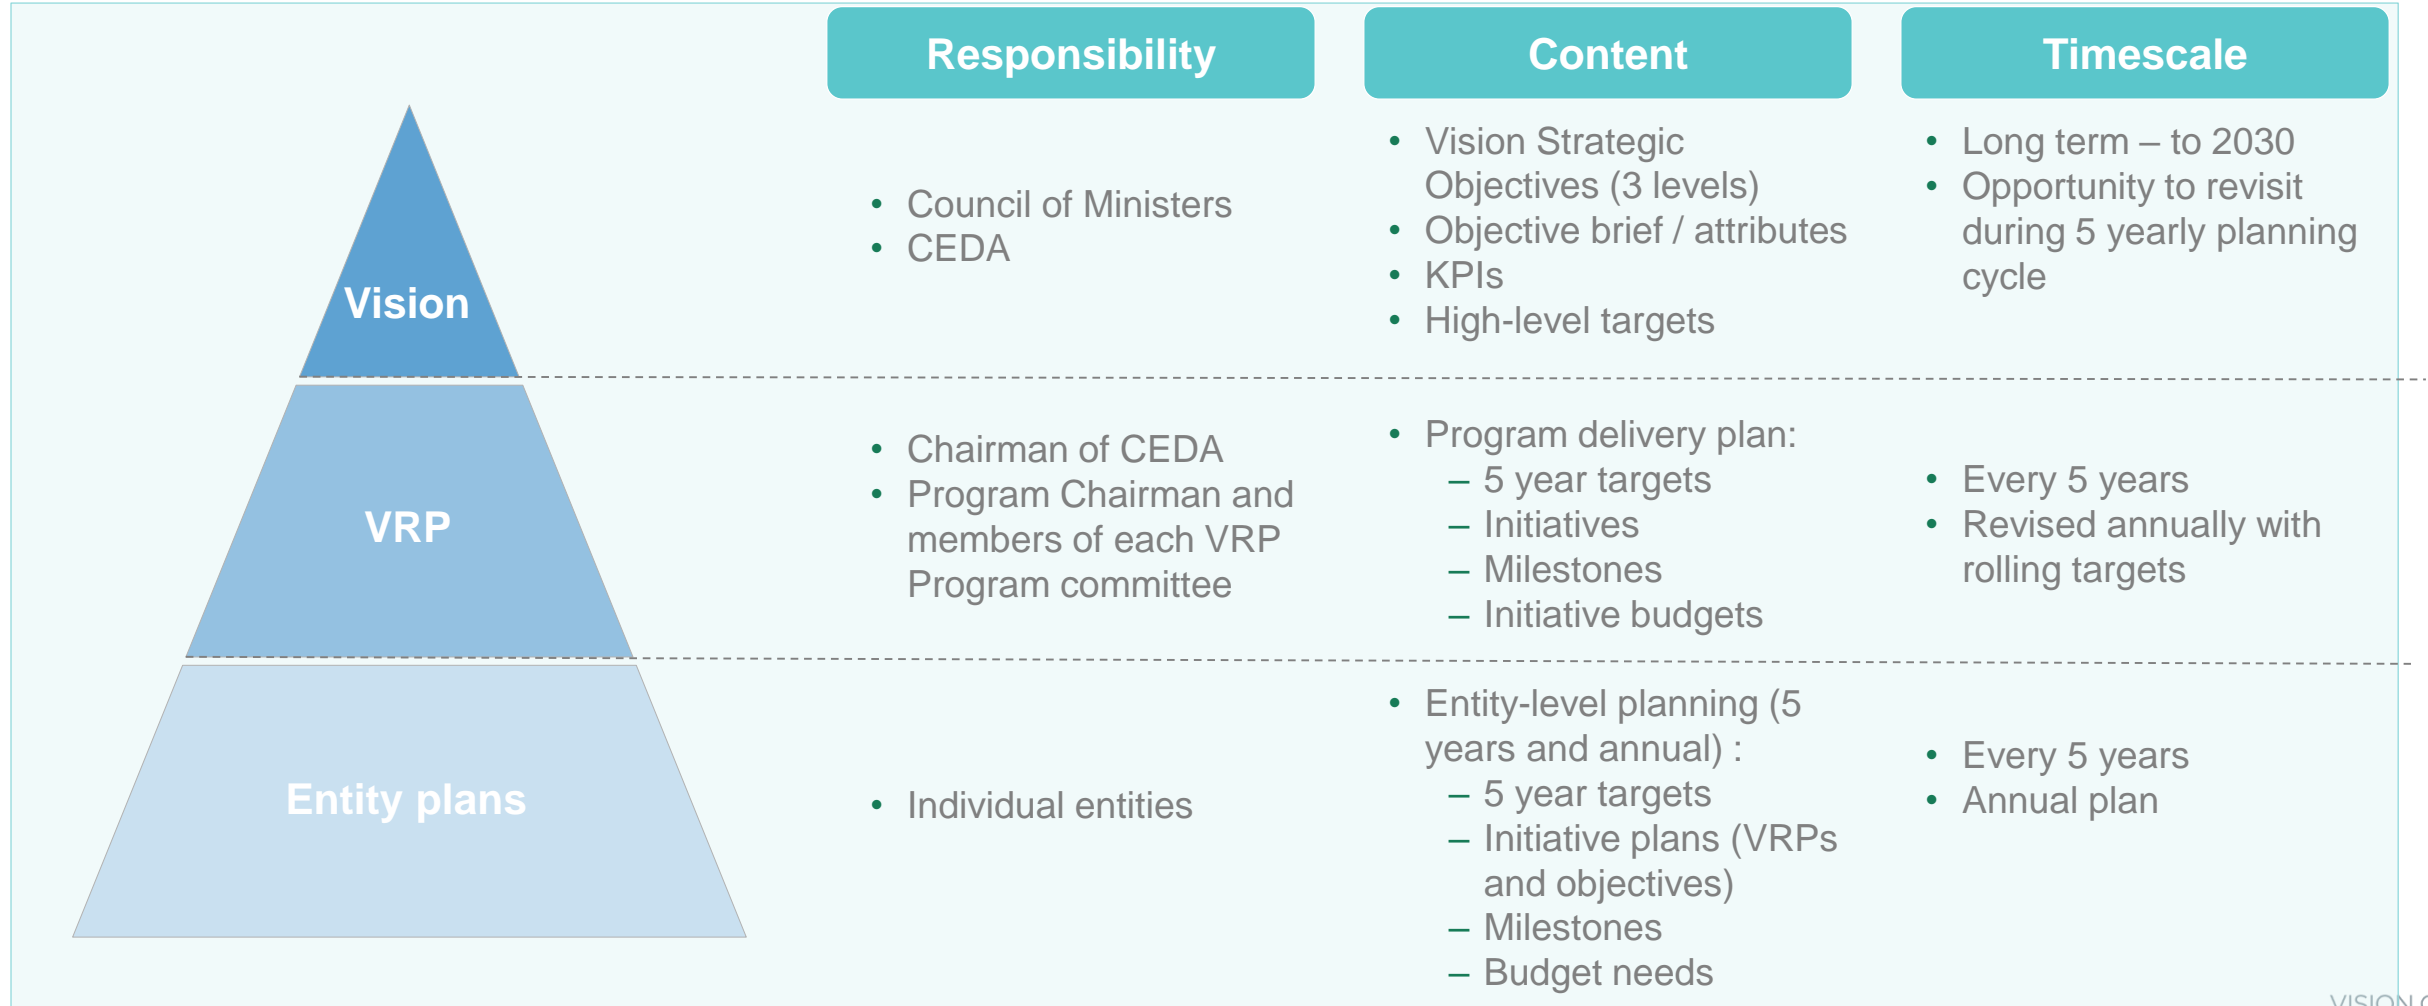 Responsibility
Content
Timescale
Vision
• Council of Ministers
• CEDA
• Vision Strategic
Objectives (3 levels)
• Objective brief / attributes
• KPIs
• High-level targets
• Long term – to 2030
• Opportunity to revisit
during 5 yearly planning
cycle
VRP
• Chairman of CEDA
• Program Chairman and
members of each VRP
Program committee
• Program delivery plan:
– 5 year targets
– Initiatives
– Milestones
– Initiative budgets
• Every 5 years
• Revised annually with
rolling targets
Entity plans
• Individual entities
• Entity-level planning (5
years and annual) :
– 5 year targets
– Initiative plans (VRPs
and objectives)
– Milestones
– Budget needs
• Every 5 years
• Annual plan